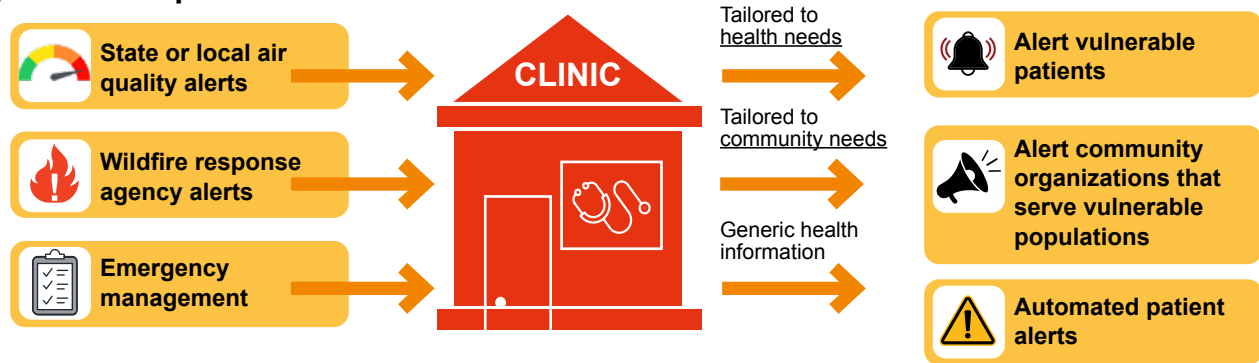 State or local air
quality alerts
Wildfire response
agency alerts
Emergency
management
CLINIC
Tailored to
health needs
Tailored to
community needs
Generic health
information
Alert vulnerable
patients
Alert community
organizations that
serve vulnerable
populations
Automated patient
alerts